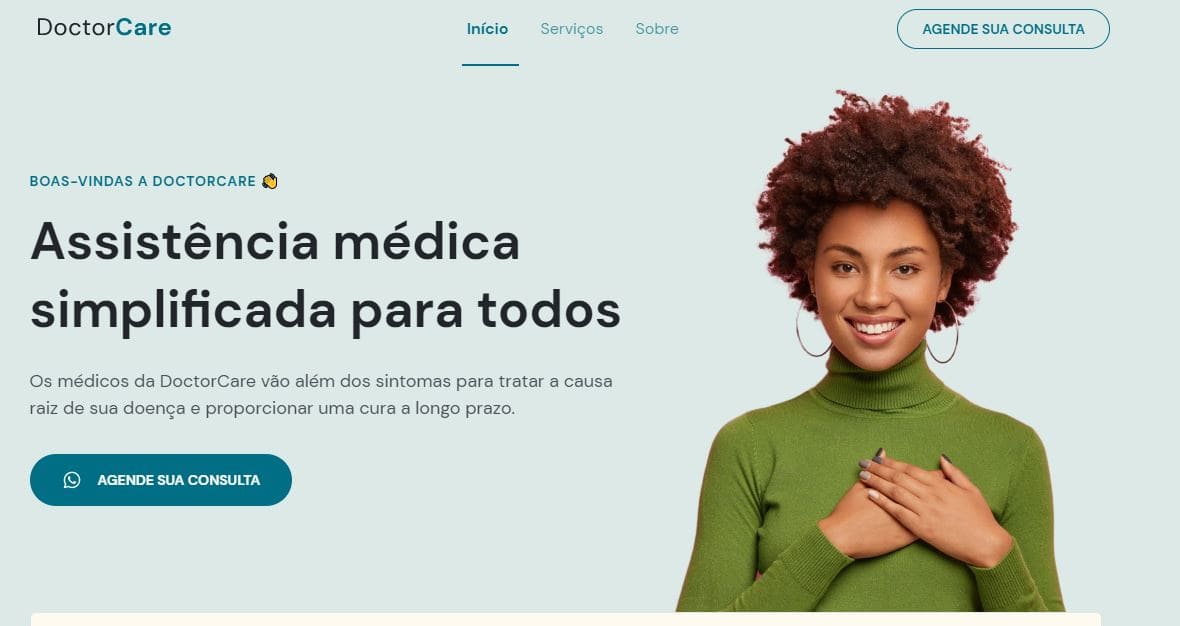 DoctorCare
Início
Serviços
Sobre
AGENDE SUA CONSULTA
BOAS-VINDAS A DOCTORCARE 👏
Assistência médica
simplificada para todos
Os médicos da DoctorCare vão além dos sintomas para tratar a causa
raiz de sua doença e proporcionar uma cura a longo prazo.
AGENDE SUA CONSULTA